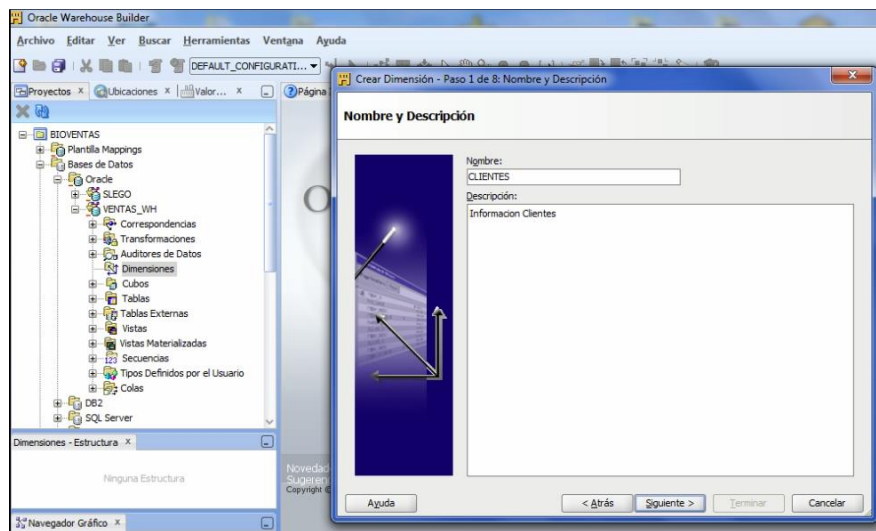 Oracle Warehouse Builder
Archivo Editar Ver Buscar Herramientas Ventana Ayuda
DEFAULT_CONFIGURATI...
Proyectos x Ubicaciones x Valor... x
Página
BIOVENTAS
Plantilla Mappings
Bases de Datos
Oracle
SLEGO
VENTAS_WH
Correspondencias
Transformaciones
Auditores de Datos
Dimensiones
Cubos
Tablas
Tablas Externas
Vistas
Vistas Materializadas
Secuencias
Tipos Definidos por el Usuario
Colas
DB2
SQL Server
Dimensiones - Estructura x
Ninguna Estructura
Navegador Gráfico x
O
Novedad
Sugeren
Copyright ©
Crear Dimensión - Paso 1 de 8: Nombre y Descripción
Nombre y Descripción
Nombre:
CLIENTES
Descripción:
Informacion Clientes
Ayuda
< Atrás Siguiente > Terminar Cancelar